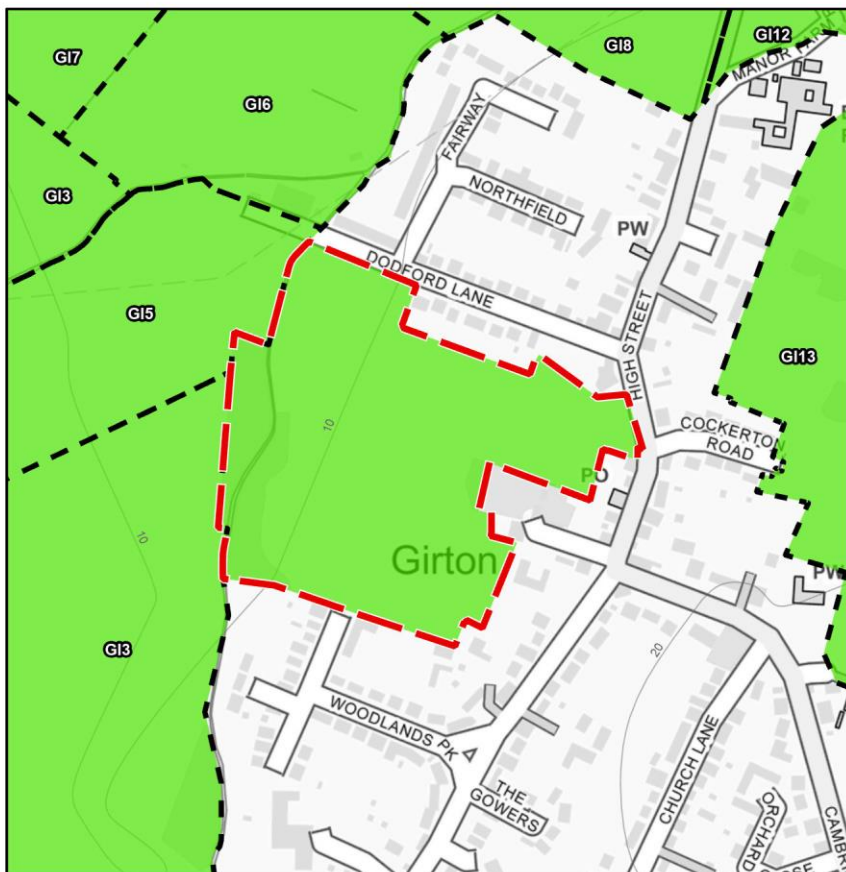 GI7
GI6
GI8
GI12
MANOR FARM
GI3
FAIRWAY
NORTHFIELD
PW
DODFORD LANE
GI5
HIGH STREET
GI13
10
COCKERTON
ROAD
PO
10
Girton
PW
GI3
20
WOODLANDS PK
THE
GOWERS
CHURCH LANE
ORCHARD